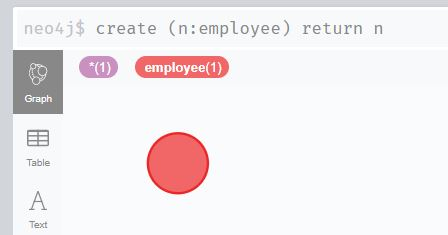 neo4j$ create (n:employee) return n
*(1) employee(1)
Graph
Table
A
Text